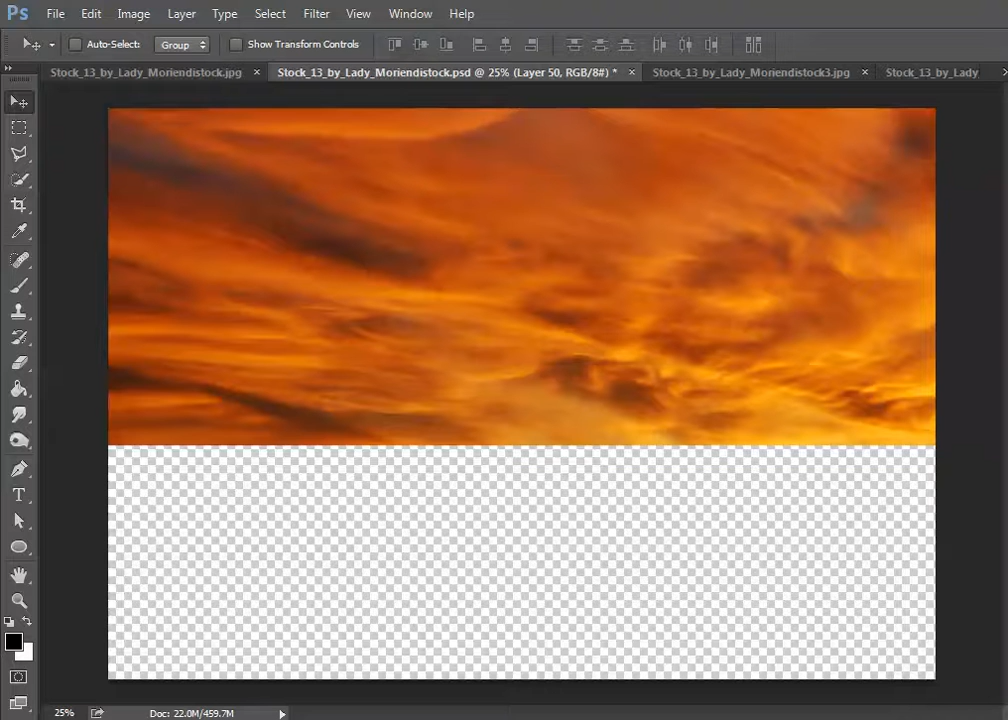 Ps File Edit Image Layer Type Select Filter View Window Help
Auto-Select: Group Show Transform Controls
Stock_13_by_Lady_Moriendistock.jpg × Stock_13_by_Lady_Moriendistock.psd @ 25% (Layer 50, RGB/8#) * × Stock_13_by_Lady_Moriendistock3.jpg × Stock_13_by_Lady
T
25% Doc: 22.0M/459.7M